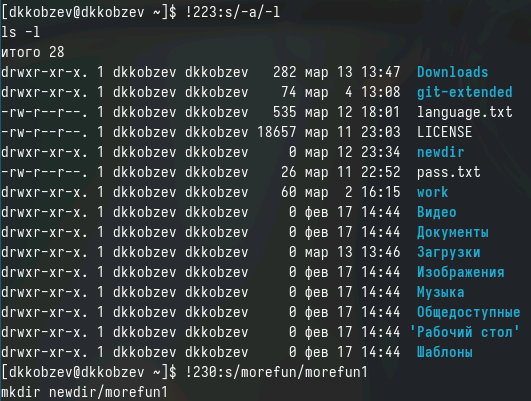 [dkkobzev@dkkobzev ~]$ !223:s/-a/-l
ls -l
итого 28
drwxr-xr-x. 1 dkkobzev dkkobzev   282 мар 13 13:47  Downloads
drwxr-xr-x. 1 dkkobzev dkkobzev    74 мар  4 13:08  git-extended
-rw-r--r--. 1 dkkobzev dkkobzev   535 мар 12 18:01  language.txt
-rw-r--r--. 1 dkkobzev dkkobzev 18657 мар 11 23:03  LICENSE
drwxr-xr-x. 1 dkkobzev dkkobzev     0 мар 12 23:34  newdir
-rw-r--r--. 1 dkkobzev dkkobzev    26 мар 11 22:52  pass.txt
drwxr-xr-x. 1 dkkobzev dkkobzev    60 мар  2 16:15  work
drwxr-xr-x. 1 dkkobzev dkkobzev     0 фев 17 14:44  Видео
drwxr-xr-x. 1 dkkobzev dkkobzev     0 фев 17 14:44  Документы
drwxr-xr-x. 1 dkkobzev dkkobzev     0 мар 13 13:46  Загрузки
drwxr-xr-x. 1 dkkobzev dkkobzev     0 фев 17 14:44  Изображения
drwxr-xr-x. 1 dkkobzev dkkobzev     0 фев 17 14:44  Музыка
drwxr-xr-x. 1 dkkobzev dkkobzev     0 фев 17 14:44  Общедоступные
drwxr-xr-x. 1 dkkobzev dkkobzev     0 фев 17 14:44 'Рабочий стол'
drwxr-xr-x. 1 dkkobzev dkkobzev     0 фев 17 14:44  Шаблоны
[dkkobzev@dkkobzev ~]$ !230:s/morefun/morefun1
mkdir newdir/morefun1